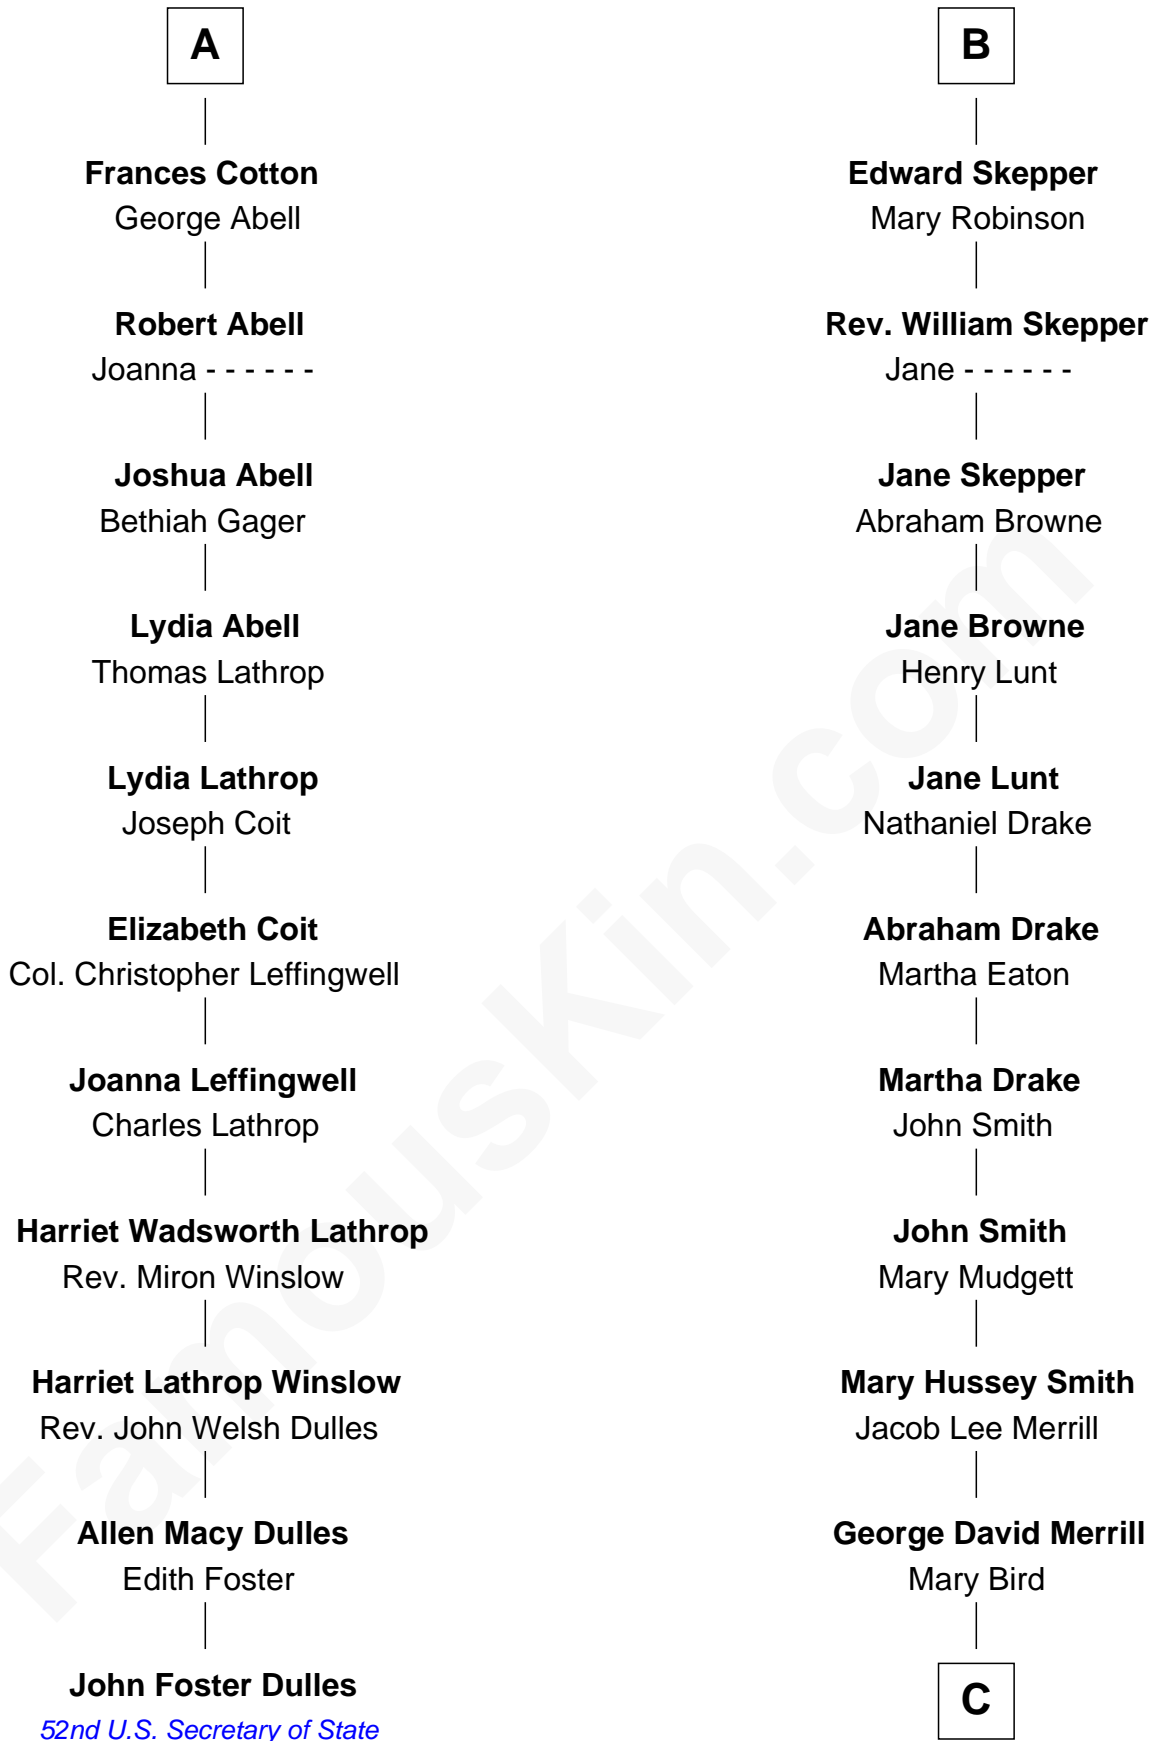 A
Frances Cotton
George Abell
Robert Abell
Joanna - - - - - -
Joshua Abell
Bethiah Gager
Lydia Abell
Thomas Lathrop
Lydia Lathrop
Joseph Coit
Elizabeth Coit
Col. Christopher Leffingwell
Joanna Leffingwell
Charles Lathrop
Harriet Wadsworth Lathrop
Rev. Miron Winslow
Harriet Lathrop Winslow
Rev. John Welsh Dulles
Allen Macy Dulles
Edith Foster
John Foster Dulles
52nd U.S. Secretary of State
B
Edward Skepper
Mary Robinson
Rev. William Skepper
Jane - - - - - -
Jane Skepper
Abraham Browne
Jane Browne
Henry Lunt
Jane Lunt
Nathaniel Drake
Abraham Drake
Martha Eaton
Martha Drake
John Smith
John Smith
Mary Mudgett
Mary Hussey Smith
Jacob Lee Merrill
George David Merrill
Mary Bird
C
FamousKin.com